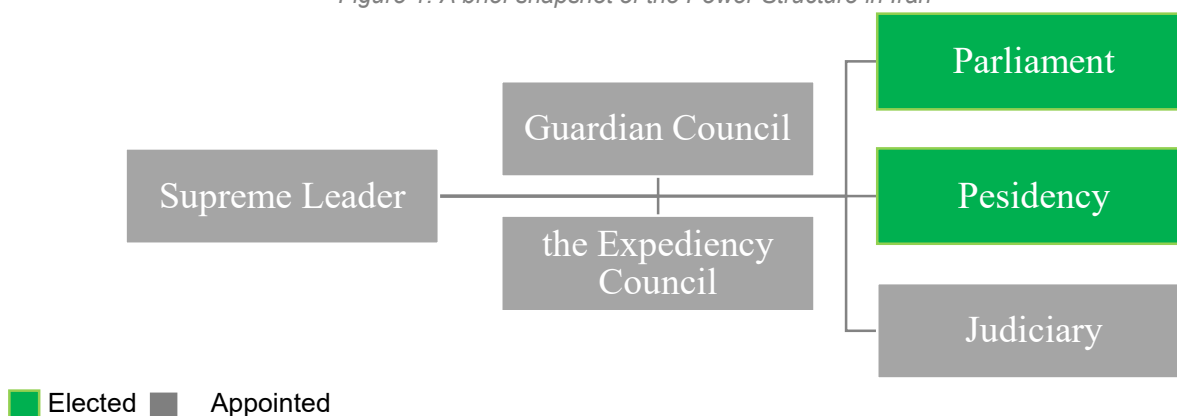 Figure 1: A brief snapshot of the Power Structure in Iran
Parliament
Guardian Council
Supreme Leader
Pesidency
the Expediency
Council
Judiciary
Elected Appointed